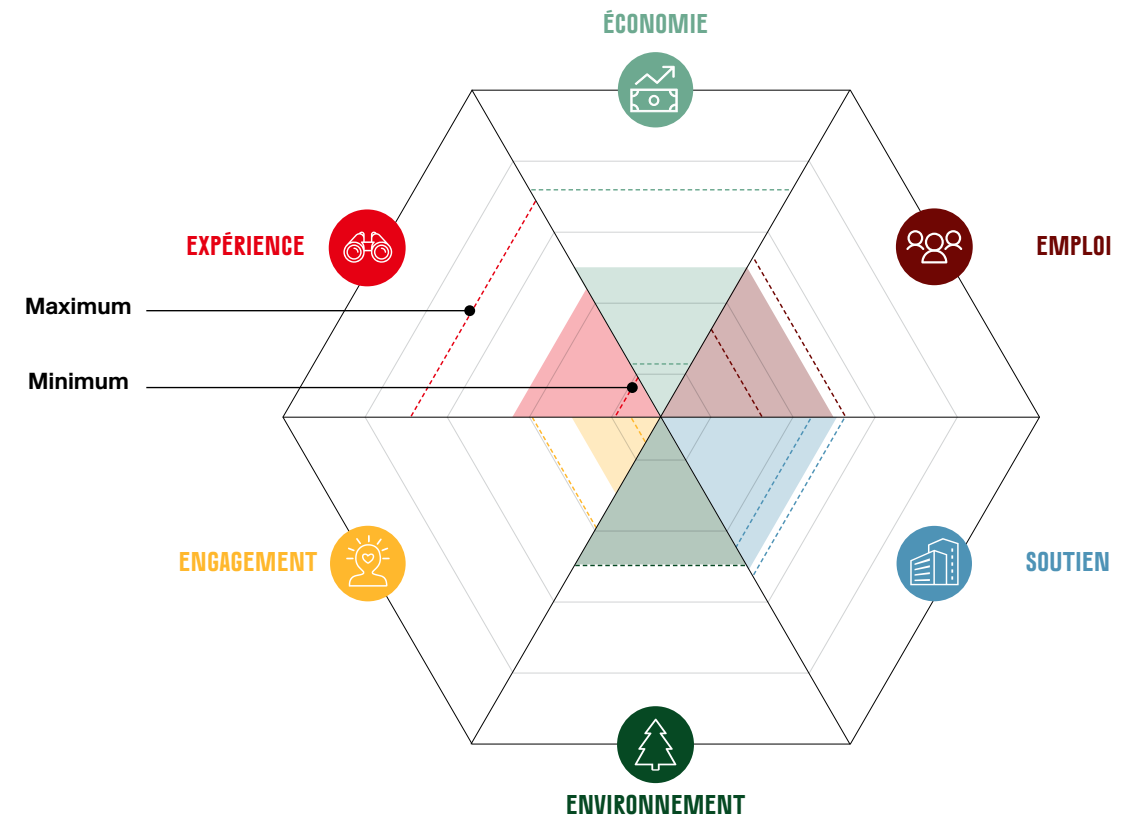 ÉCONOMIE
EXPÉRIENCE
EMPLOI
Maximum
Minimum
ENGAGEMENT
SOUTIEN
ENVIRONNEMENT